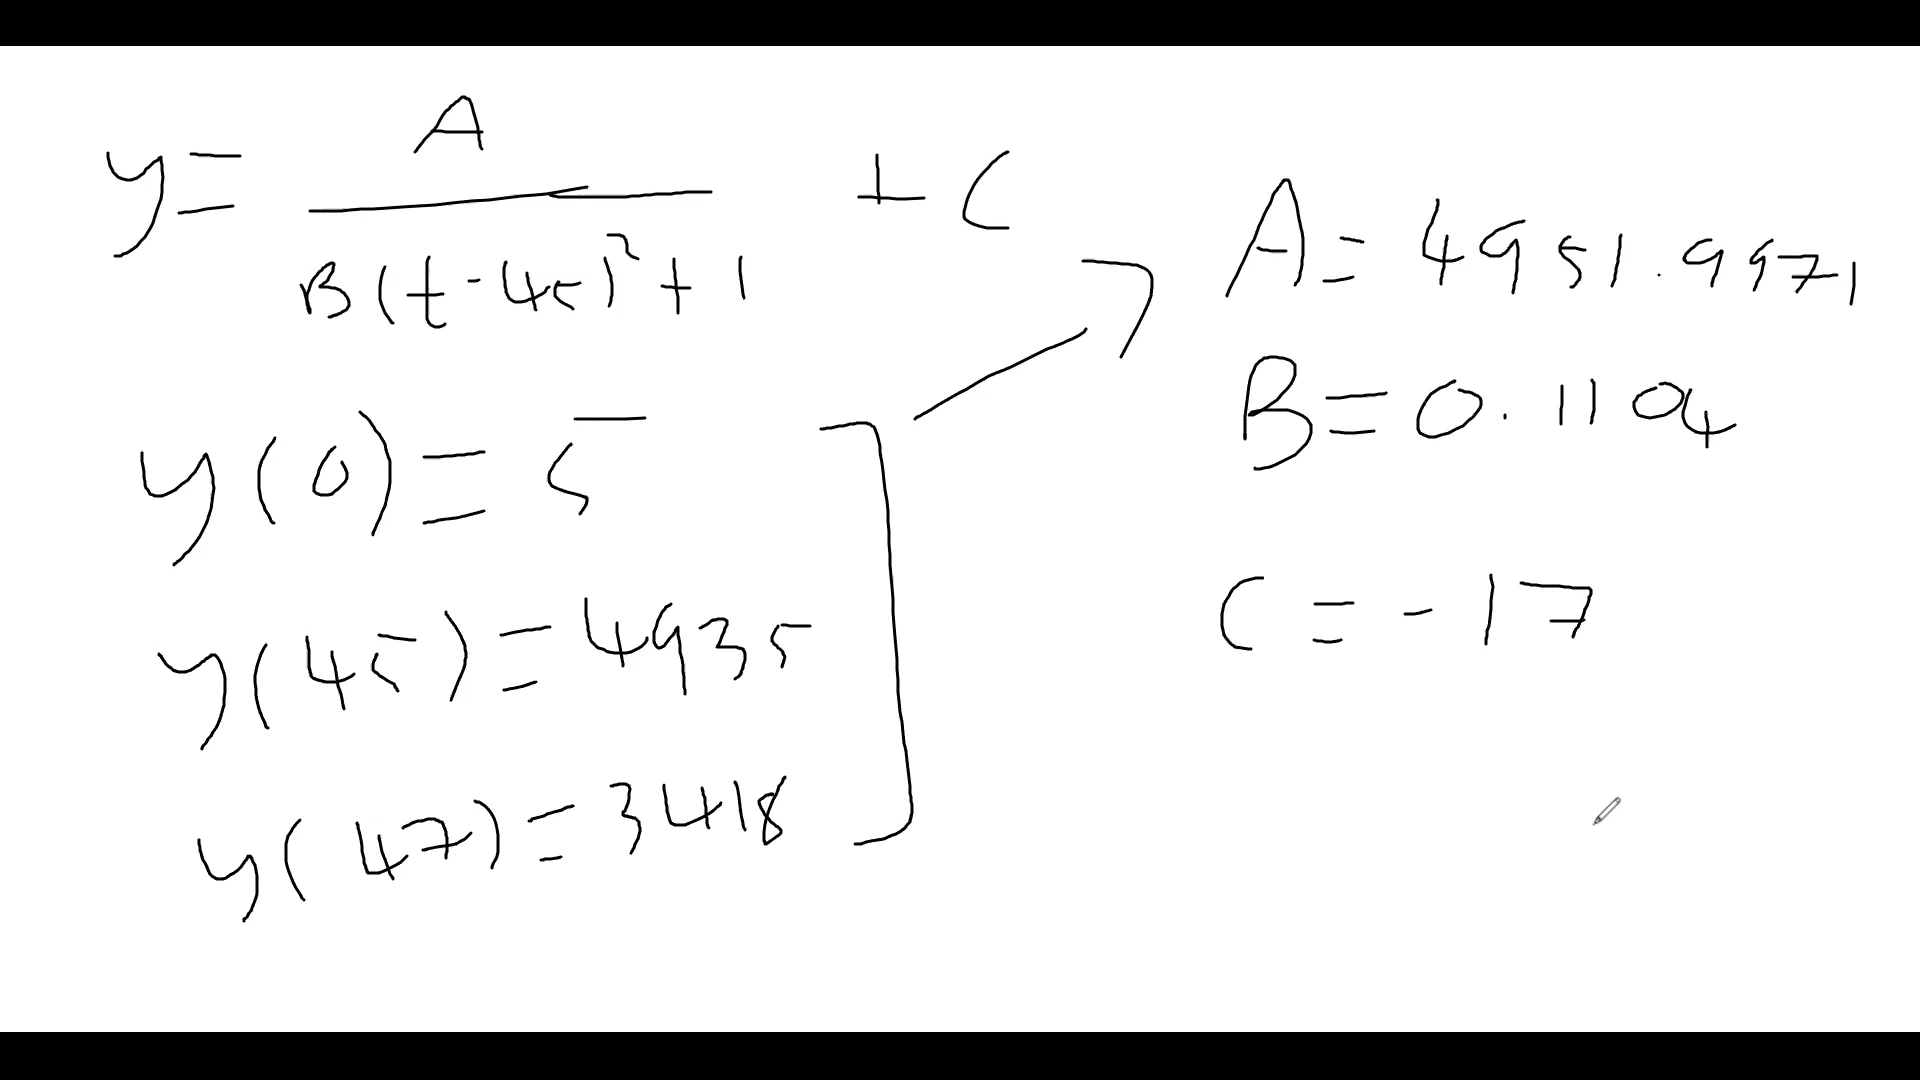 y = A / B(t-45)² + 1 + C
y(0) = 5
y(45) = 4935
y(47) = 3418
A = 4951.9971
B = 0.1104
C = -17